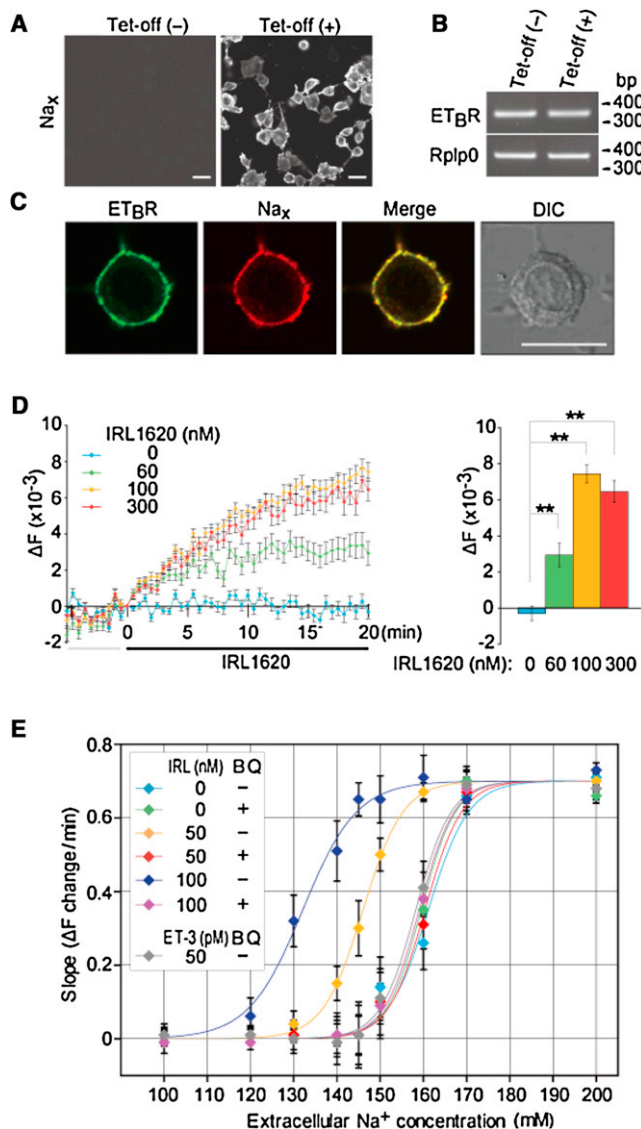 A
Tet-off (–)
Tet-off (+)
Nax
B
Tet-off (–)
Tet-off (+)
bp
ETBR
-400
-300
Rplp0
-400
-300
C
ETBR
Nax
Merge
DIC
D
ΔF (x10-3)
10
8
6
4
2
0
-2
IRL1620 (nM)
0
60
100
300
0 5 10 15 20 (min)
IRL1620
ΔF (x10-3)
10
8
6
4
2
0
-2
**
**
**
IRL1620 (nM): 0 60 100 300
E
Slope (ΔF change/min)
0.8
0.6
0.4
0.2
0
IRL (nM) BQ
0 –
0 +
50 –
50 +
100 –
100 +
ET-3 (pM) BQ
50 –
100 110 120 130 140 150 160 170 180 190 200
Extracellular Na+ concentration (mM)